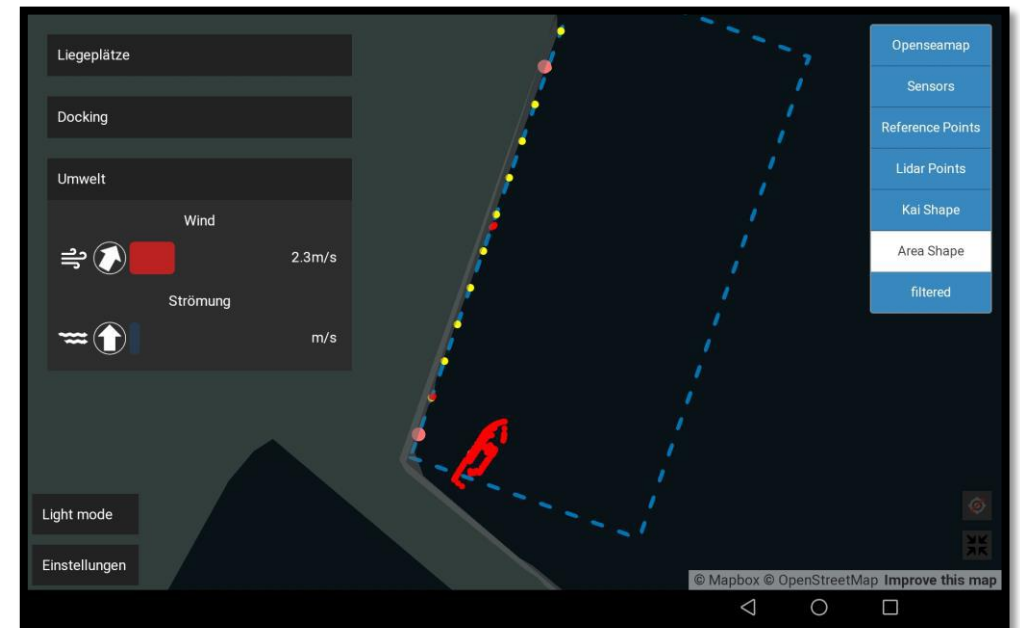 Liegeplätze
Docking
Umwelt
Wind
2.3m/s
Strömung
m/s
Light mode
Einstellungen
Openseamap
Sensors
Reference Points
Lidar Points
Kai Shape
Area Shape
filtered
© Mapbox © OpenStreetMap Improve this map